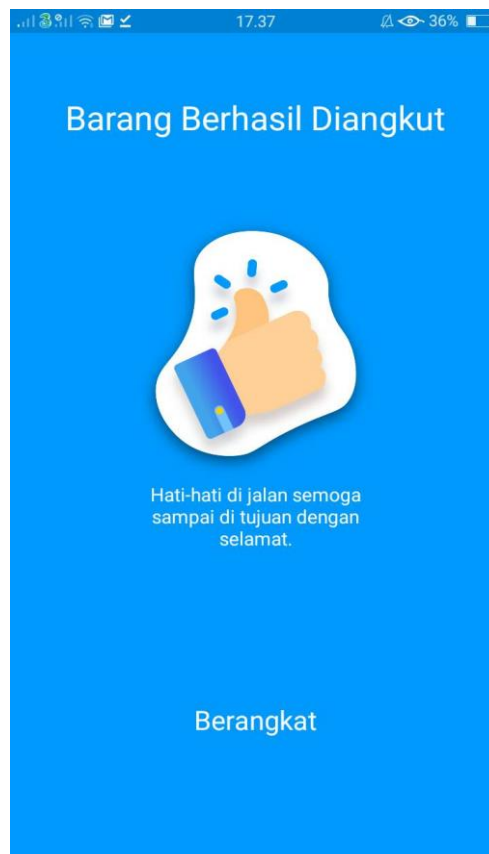 17.37
36%
Barang Berhasil Diangkut
Hati-hati di jalan semoga
sampai di tujuan dengan
selamat.
Berangkat